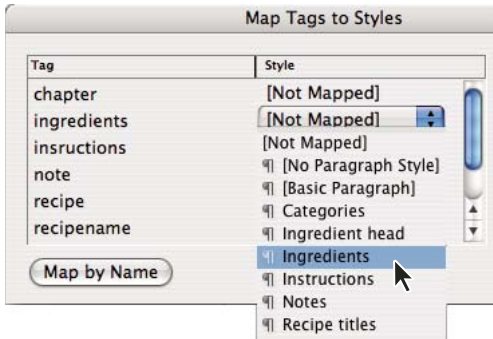 Map Tags to Styles
Tag Style
chapter [Not Mapped]
ingredients [Not Mapped]
insructions [Not Mapped]
note ¶ [No Paragraph Style]
¶ [Basic Paragraph]
recipe ¶ Categories
recipename ¶ Ingredient head
¶ Ingredients
Map by Name ¶ Instructions
¶ Notes
¶ Recipe titles